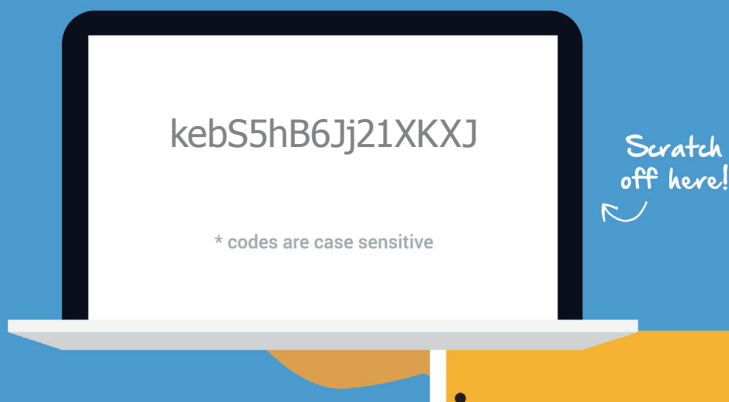 kebS5hB6Jj21XKXJ
* codes are case sensitive
Scratch
off here!